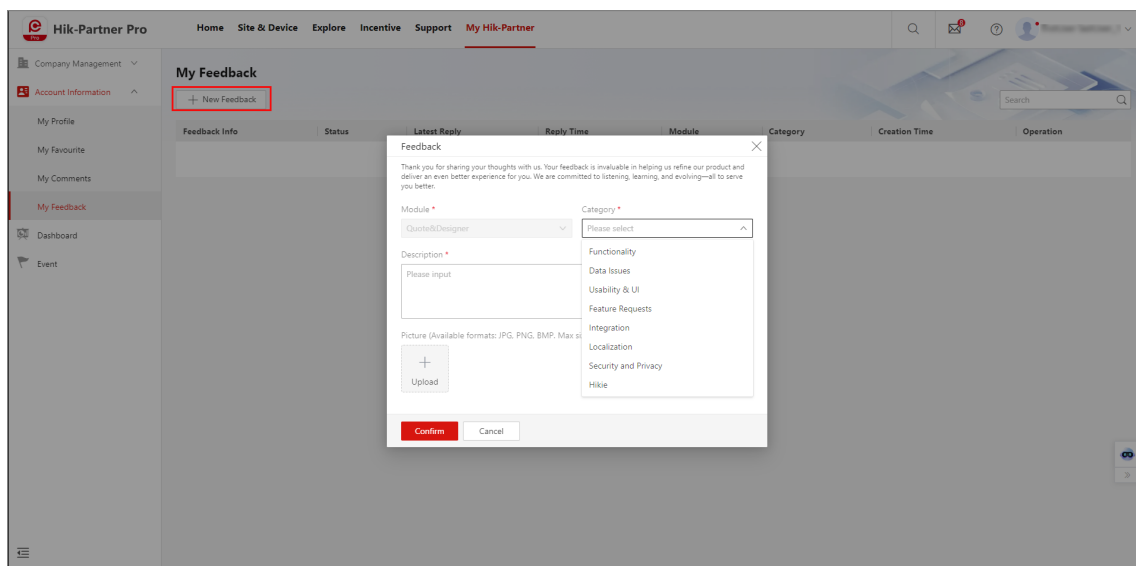 Hik-Partner Pro
Pro
Home Site & Device Explore Incentive Support My Hik-Partner
8
Company Management
Account Information
My Profile
My Favourite
My Comments
My Feedback
Dashboard
Event
My Feedback
New Feedback
Search
Feedback Info Status Latest Reply Reply Time Module Category Creation Time Operation
Feedback
Thank you for sharing your thoughts with us. Your feedback is invaluable in helping us refine our product and
deliver an even better experience for you. We are committed to listening, learning, and evolving—all to serve
you better.
Module * Category *
Quote&Designer Please select
Description *
Please input
Functionality
Data Issues
Usability & UI
Feature Requests
Integration
Localization
Security and Privacy
Hikie
Picture (Available formats: JPG, PNG, BMP. Max
Upload
Confirm Cancel